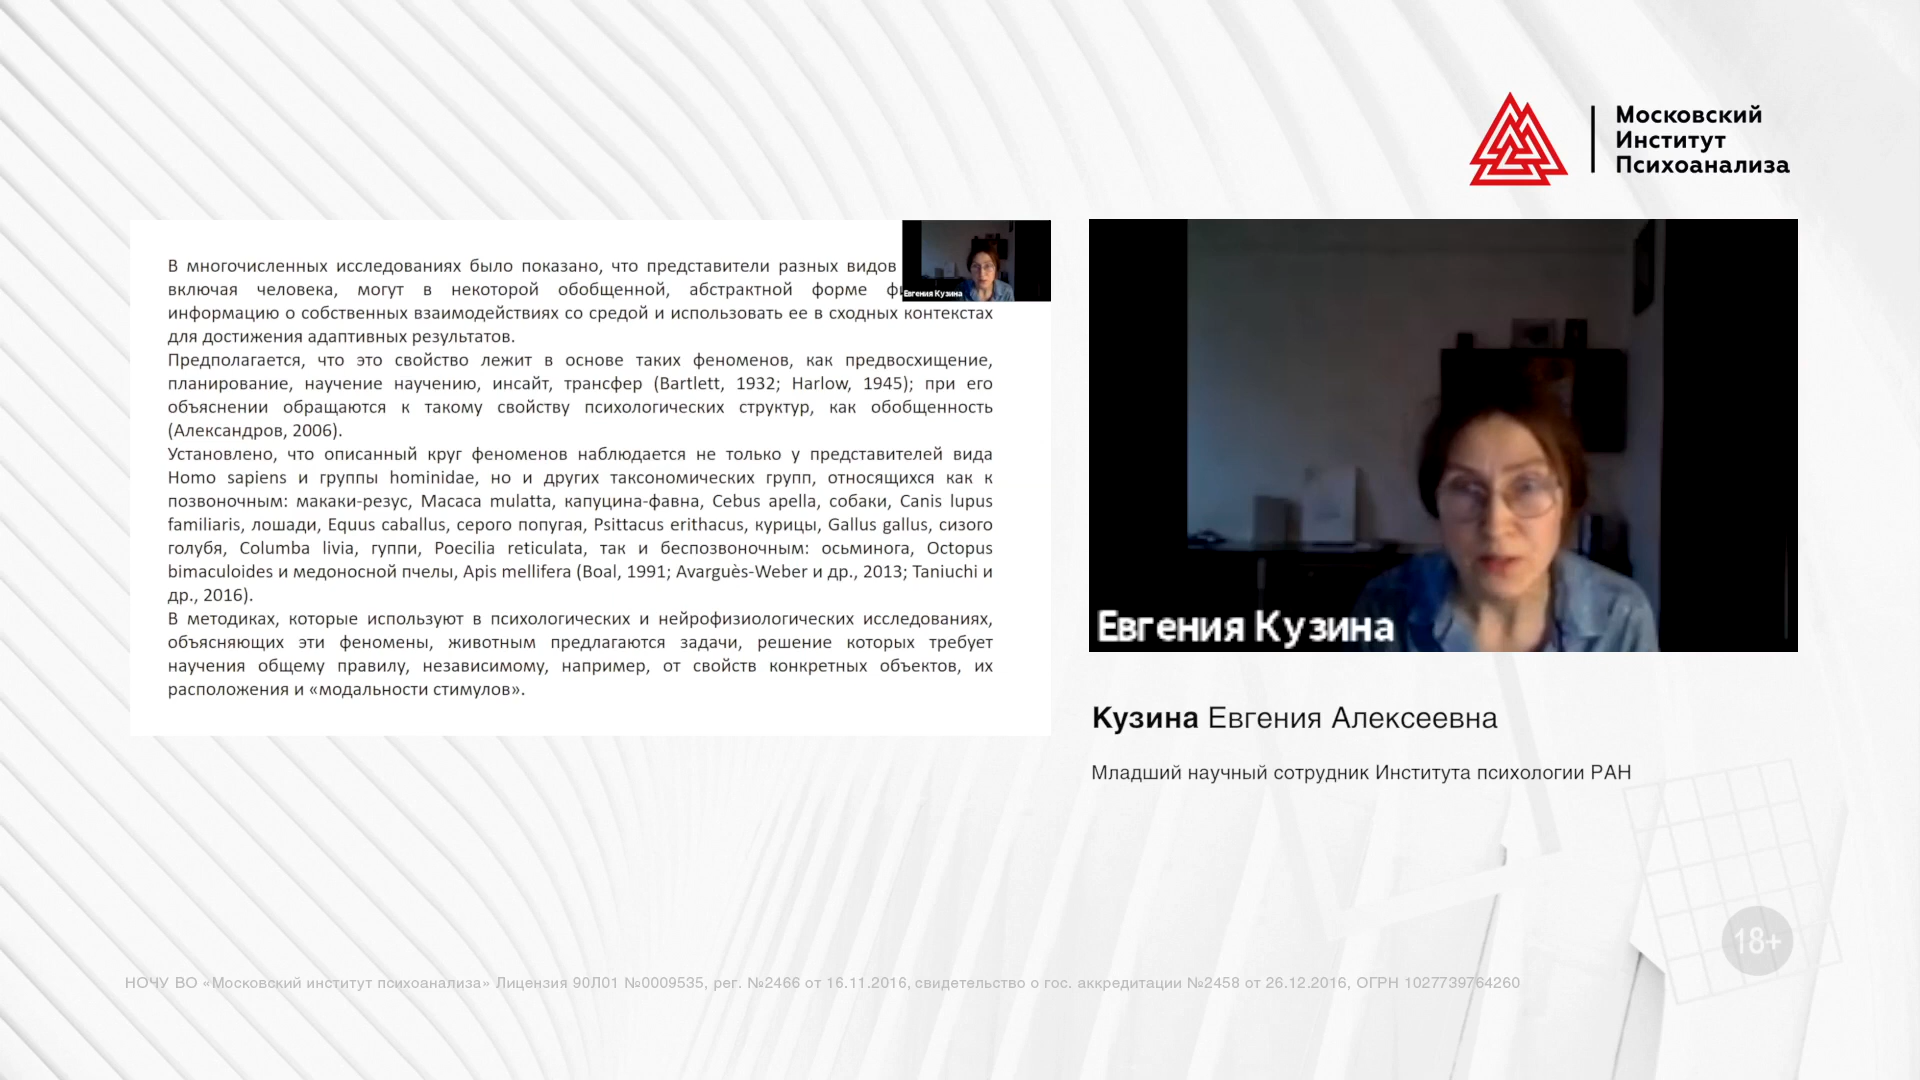 Московский
Институт
Психоанализа
В многочисленных исследованиях было показано, что представители разных видов
включая человека, могут в некоторой обобщенной, абстрактной форме
информацию о собственных взаимодействиях со средой и использовать ее в сходных контекстах
для достижения адаптивных результатов.
Предполагается, что это свойство лежит в основе таких феноменов, как предвосхищение,
планирование, научение научению, инсайт, трансфер (Bartlett, 1932; Harlow, 1945); при его
объяснении обращаются к такому свойству психологических структур, как обобщенность
(Александров, 2006).
Установлено, что описанный круг феноменов наблюдается не только у представителей вида
Homo sapiens и группы hominidae, но и других таксономических групп, относящихся как к
позвоночным: макаки-резус, Macaca mulatta, капуцина-фавна, Cebus apella, собаки, Canis lupus
familiaris, лошади, Equus caballus, серого попугая, Psittacus erithacus, курицы, Gallus gallus, сизого
голубя, Columba livia, гуппи, Poecilia reticulata, так и беспозвоночным: осьминога, Octopus
bimaculoides и медоносной пчелы, Apis mellifera (Boal, 1991; Avarguès-Weber и др., 2013; Taniuchi и
др., 2016).
В методиках, которые используют в психологических и нейрофизиологических исследованиях,
объясняющих эти феномены, животным предлагаются задачи, решение которых требует
научения общему правилу, независимому, например, от свойств конкретных объектов, их
расположения и «модальности стимулов».
Евгения Кузина
Евгения Кузина
Кузина Евгения Алексеевна
Младший научный сотрудник Института психологии РАН
18+
НОЧУ ВО «Московский институт психоанализа» Лицензия 90Л01 №0009535, рег. №2466 от 16.11.2016, свидетельство о гос. аккредитации №2458 от 26.12.2016, ОГРН 1027739764260